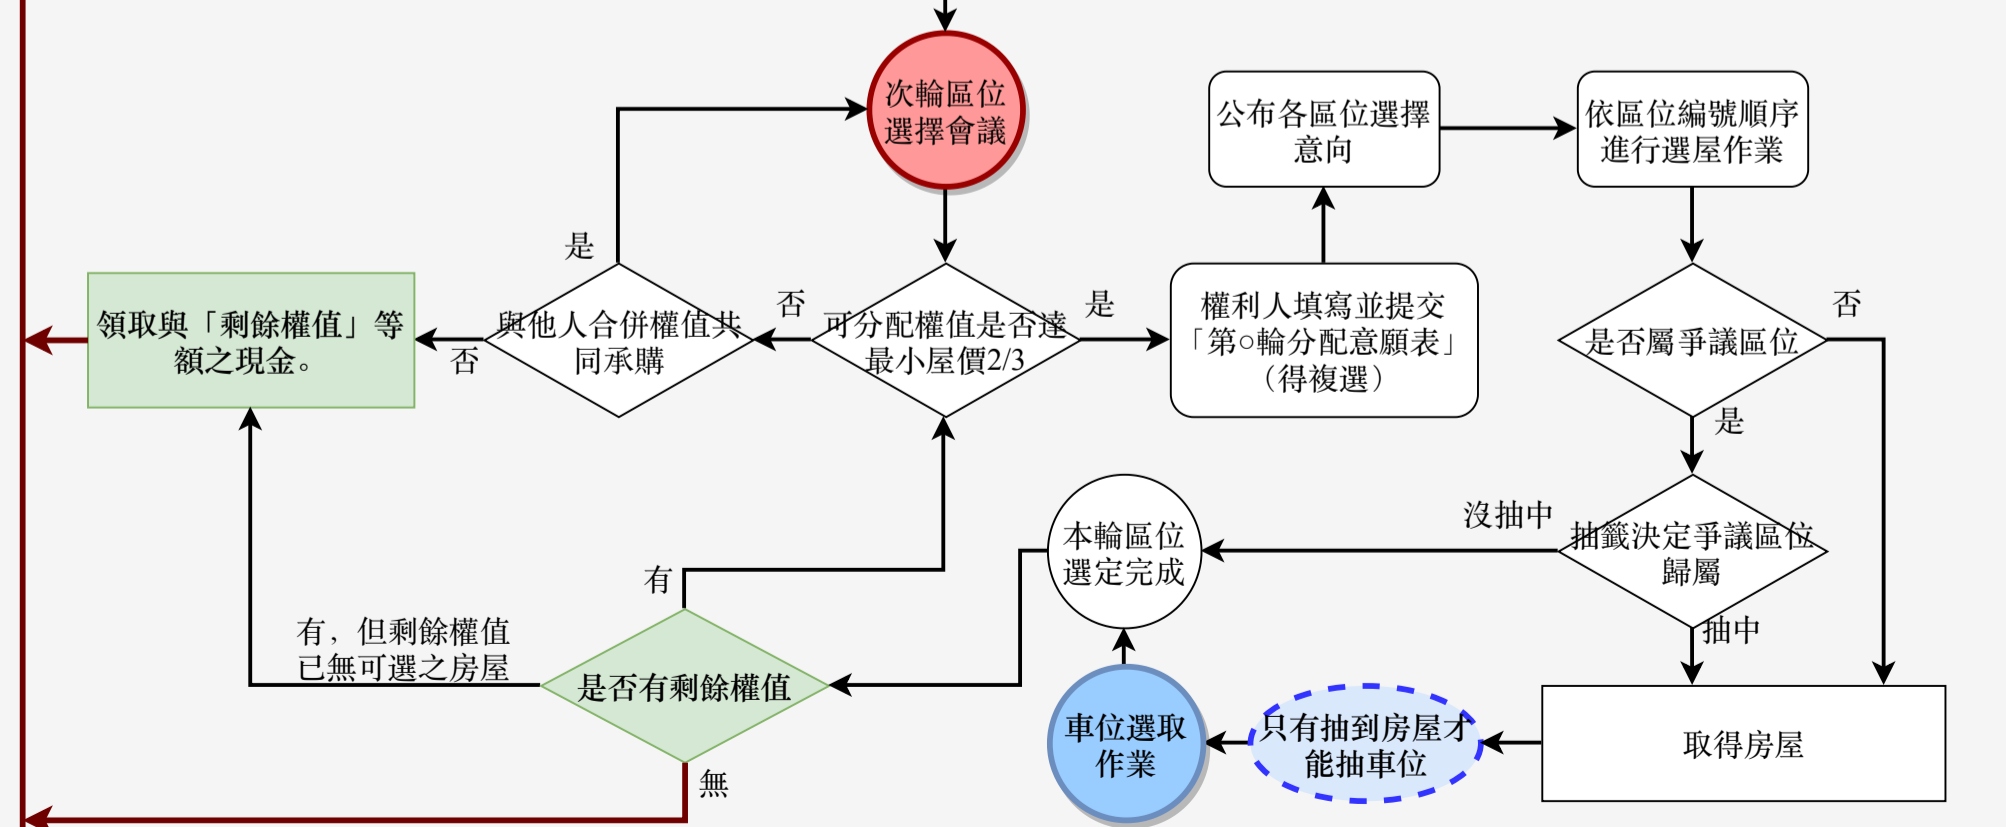 次輪區位
選擇會議
公布各區位選擇
意向
依區位編號順序
進行選屋作業
是
領取與「剩餘權值」等
額之現金。
否
與他人合併權值共
同承購
否
可分配權值是否達
最小屋價2/3
是
權利人填寫並提交
「第○輪分配意願表」
（得複選）
是否屬爭議區位
否
是
沒抽中
抽籤決定爭議區位
歸屬
抽中
本輪區位
選定完成
有
有，但剩餘權值
已無可選之房屋
是否有剩餘權值
無
車位選取
作業
只有抽到房屋才
能抽車位
取得房屋